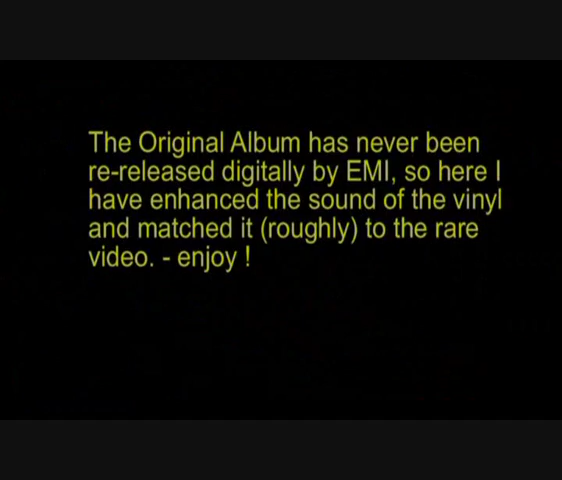 The Original Album has never been
re-released digitally by EMI, so here I
have enhanced the sound of the vinyl
and matched it (roughly) to the rare
video. - enjoy !